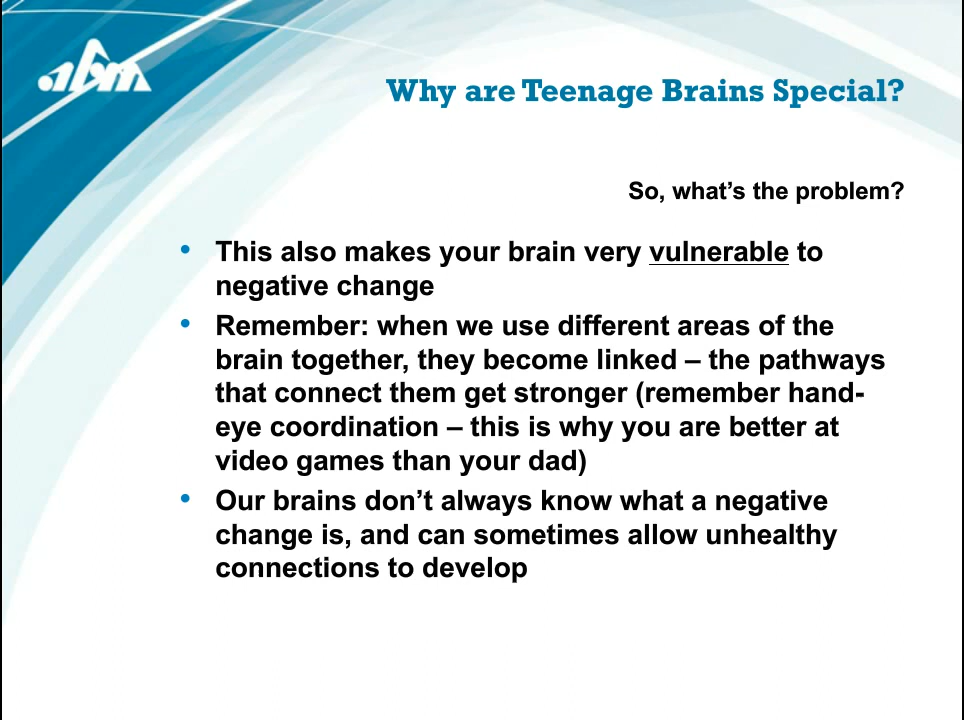 abm
Why are Teenage Brains Special?
So, what’s the problem?
• This also makes your brain very vulnerable to
negative change
• Remember: when we use different areas of the
brain together, they become linked – the pathways
that connect them get stronger (remember hand-
eye coordination – this is why you are better at
video games than your dad)
• Our brains don’t always know what a negative
change is, and can sometimes allow unhealthy
connections to develop